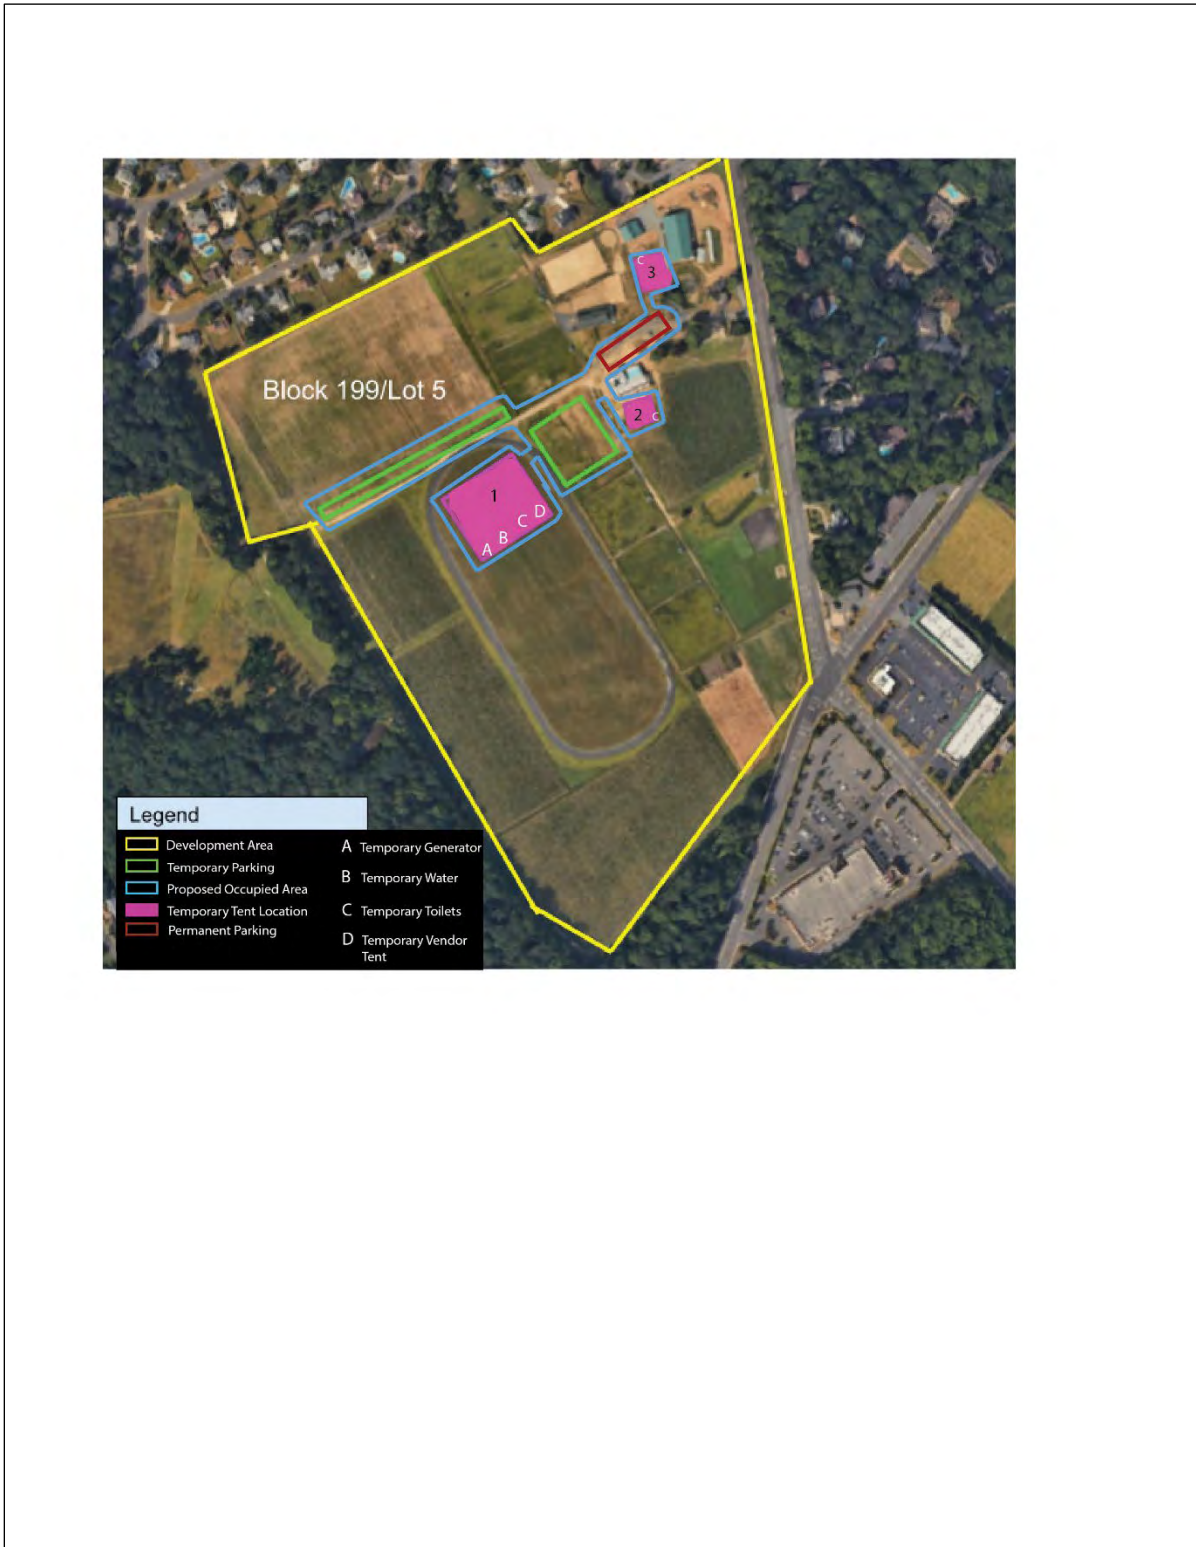 C
3
Block 199/Lot 5
2
C
1
D
C
B
A
Legend
Development Area
Temporary Parking
Proposed Occupied Area
Temporary Tent Location
Permanent Parking
A Temporary Generator
B Temporary Water
C Temporary Toilets
D Temporary Vendor
Tent